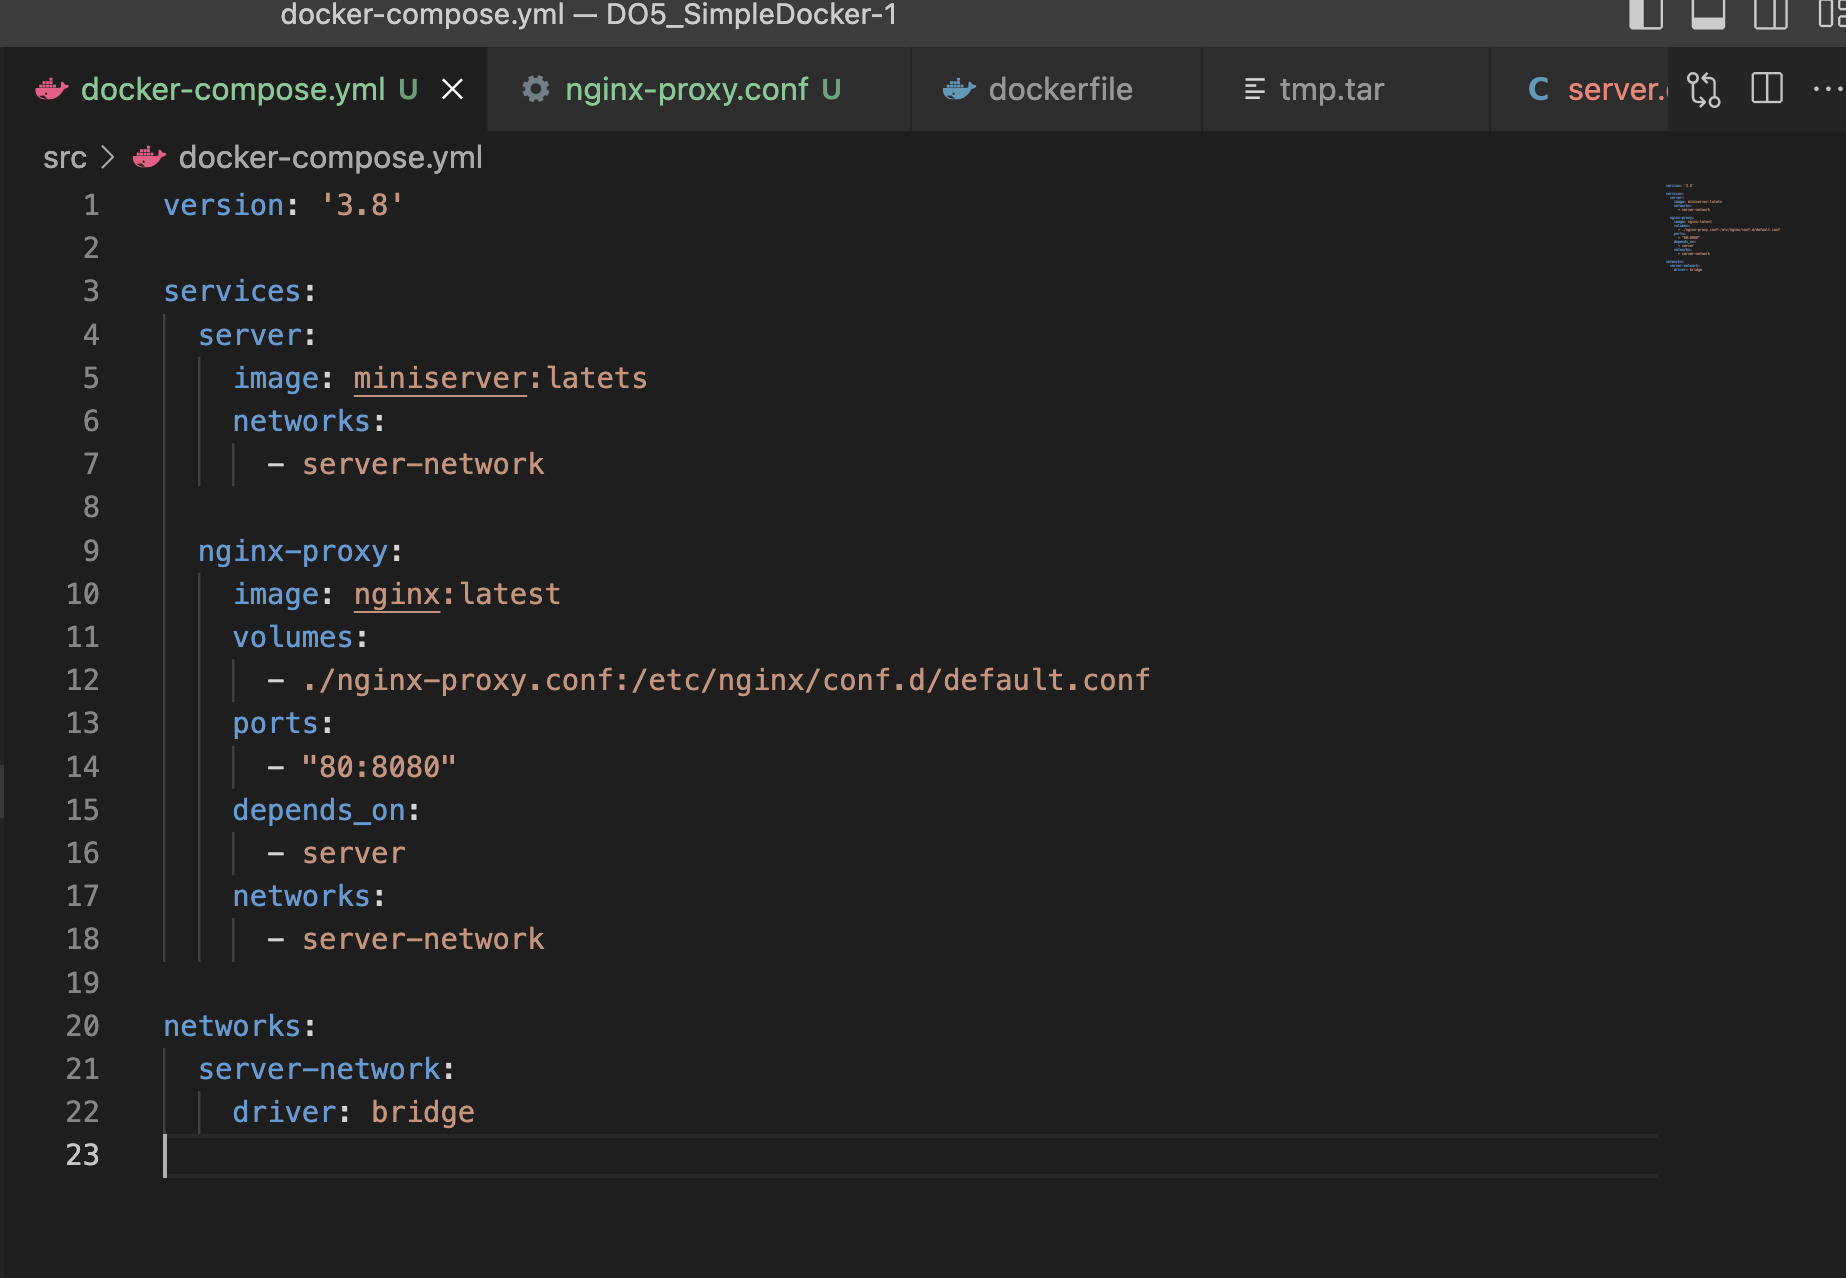 docker-compose.yml — DO5_SimpleDocker-1
docker-compose.yml U
nginx-proxy.conf U
dockerfile
tmp.tar
C server.
src > docker-compose.yml
1 version: '3.8'
2
3 services:
4 server:
5 image: miniserver:latets
6 networks:
7 - server-network
8
9 nginx-proxy:
10 image: nginx:latest
11 volumes:
12 - ./nginx-proxy.conf:/etc/nginx/conf.d/default.conf
13 ports:
14 - "80:8080"
15 depends_on:
16 - server
17 networks:
18 - server-network
19
20 networks:
21 server-network:
22 driver: bridge
23